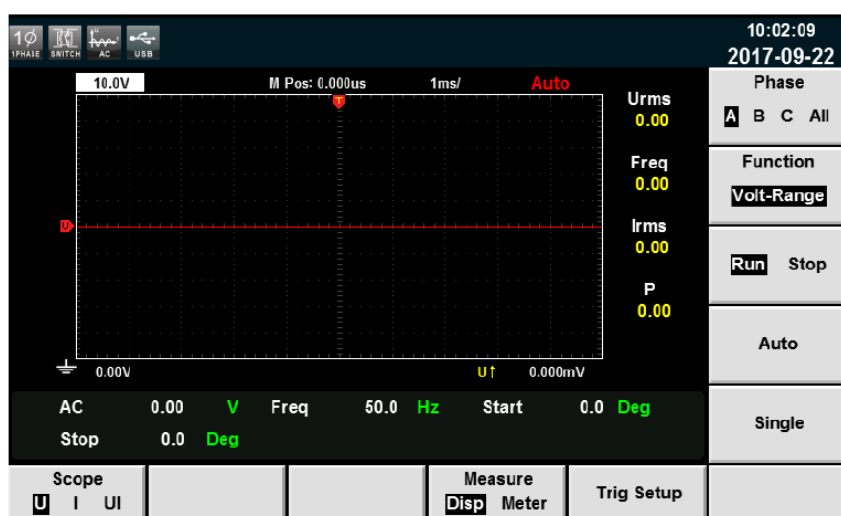 1Ø
1PHASE SWITCH AC USB
10:02:09
2017-09-22
10.0V M Pos: 0.000us 1ms/ Auto
T
U
Urms
0.00
Freq
0.00
Irms
0.00
P
0.00
0.00V U↑ 0.000mV
AC 0.00 V Freq 50.0 Hz Start 0.0 Deg
Stop 0.0 Deg
Phase
A B C All
Function
Volt-Range
Run Stop
Auto
Single
Scope
U I UI
Measure
Disp Meter
Trig Setup